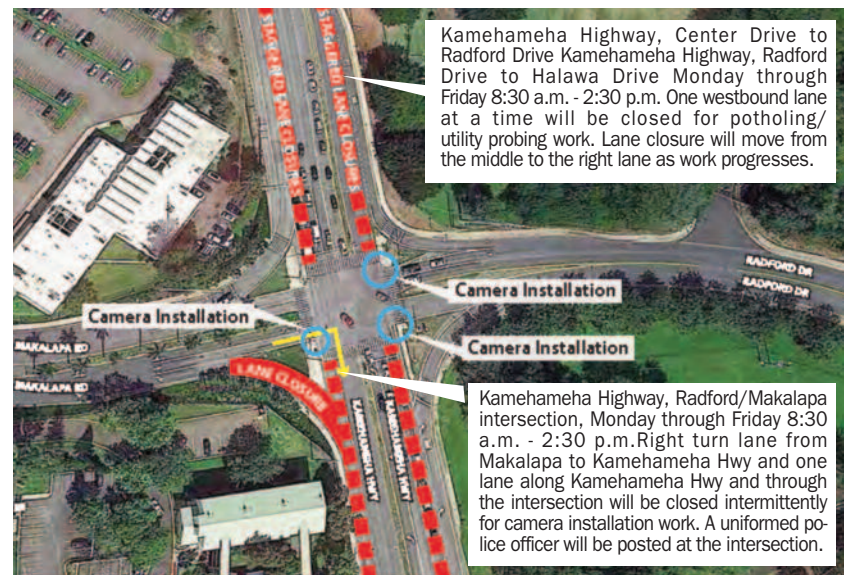 Kamehameha Highway, Center Drive to
Radford Drive Kamehameha Highway, Radford
Drive to Halawa Drive Monday through
Friday 8:30 a.m. - 2:30 p.m. One westbound lane
at a time will be closed for potholing/
utility probing work. Lane closure will move from
the middle to the right lane as work progresses.
STAGGERED LANE CLOSURES
STAGGERED LANE CLOSURES
RADFORD DR
RADFORD DR
Camera Installation
Camera Installation
Camera Installation
MAKALAPA RD
MAKALAPA RD
LANE CLOSURE
KAMEHAMEHA HWY
KAMEHAMEHA HWY
Kamehameha Highway, Radford/Makalapa
intersection, Monday through Friday 8:30
a.m. - 2:30 p.m.Right turn lane from
Makalapa to Kamehameha Hwy and one
lane along Kamehameha Hwy and through
the intersection will be closed intermittently
for camera installation work. A uniformed po-
lice officer will be posted at the intersection.